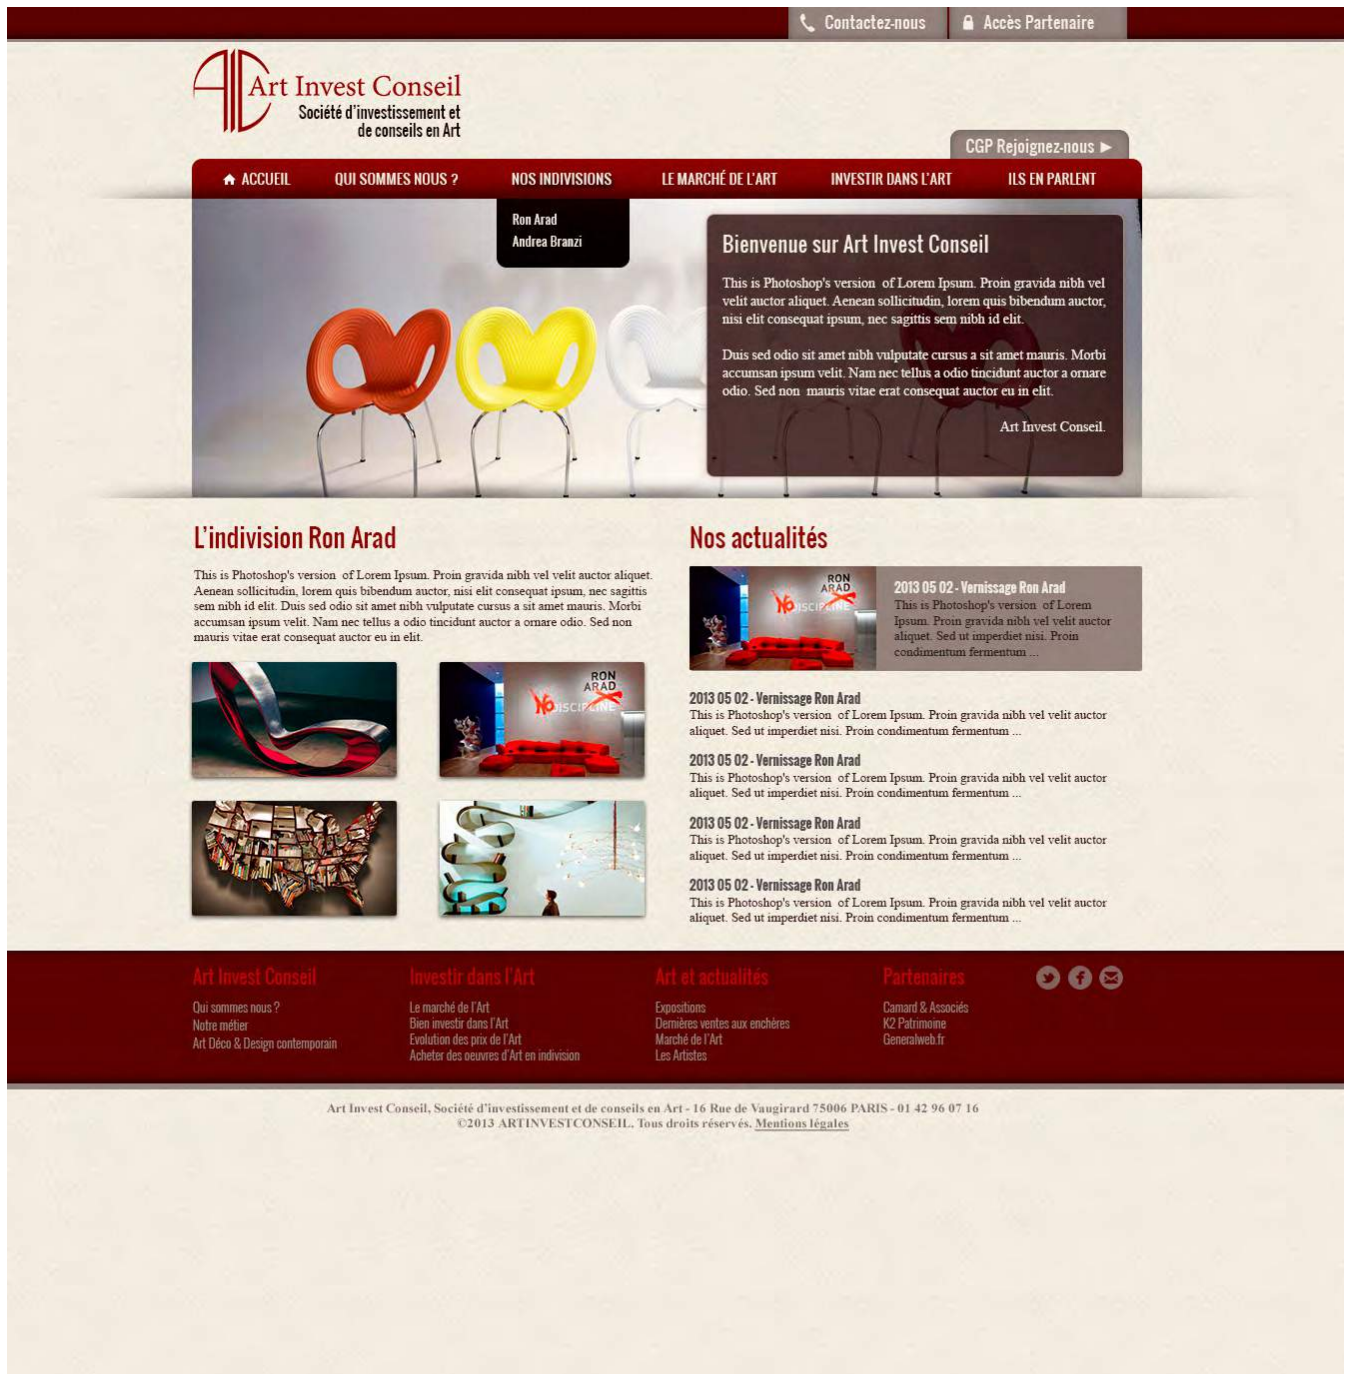 Contactez-nous
Accès Partenaire
Art Invest Conseil
Société d'investissement et
de conseils en Art
CGP Rejoignez-nous
ACCUEIL
QUI SOMMES NOUS ?
NOS INDIVISIONS
LE MARCHÉ DE L'ART
INVESTIR DANS L'ART
ILS EN PARLENT
Ron Arad
Andrea Branzi
Bienvenue sur Art Invest Conseil
This is Photoshop's version of Lorem Ipsum. Proin gravida nibh vel
velit auctor aliquet. Aenean sollicitudin, lorem quis bibendum auctor,
nisi elit consequat ipsum, nec sagittis sem nibh id elit.
Duis sed odio sit amet nibh vulputate cursus a sit amet mauris. Morbi
accumsan ipsum velit. Nam nec tellus a odio tincidunt auctor a ornare
odio. Sed non mauris vitae erat consequat auctor eu in elit.
Art Invest Conseil.
L'indivision Ron Arad
This is Photoshop's version of Lorem Ipsum. Proin gravida nibh vel velit auctor aliquet.
Aenean sollicitudin, lorem quis bibendum auctor, nisi elit consequat ipsum, nec sagittis
sem nibh id elit. Duis sed odio sit amet nibh vulputate cursus a sit amet mauris. Morbi
accumsan ipsum velit. Nam nec tellus a odio tincidunt auctor a ornare odio. Sed non
mauris vitae erat consequat auctor eu in elit.
RON
ARAD
NO
DISCIPLINE
Nos actualités
RON
ARAD
NO
DISCIPLINE
2013 05 02 - Vernissage Ron Arad
This is Photoshop's version of Lorem
Ipsum. Proin gravida nibh vel velit auctor
aliquet. Sed ut imperdiet nisi. Proin
condimentum fermentum ...
2013 05 02 - Vernissage Ron Arad
This is Photoshop's version of Lorem Ipsum. Proin gravida nibh vel velit auctor
aliquet. Sed ut imperdiet nisi. Proin condimentum fermentum ...
2013 05 02 - Vernissage Ron Arad
This is Photoshop's version of Lorem Ipsum. Proin gravida nibh vel velit auctor
aliquet. Sed ut imperdiet nisi. Proin condimentum fermentum ...
2013 05 02 - Vernissage Ron Arad
This is Photoshop's version of Lorem Ipsum. Proin gravida nibh vel velit auctor
aliquet. Sed ut imperdiet nisi. Proin condimentum fermentum ...
2013 05 02 - Vernissage Ron Arad
This is Photoshop's version of Lorem Ipsum. Proin gravida nibh vel velit auctor
aliquet. Sed ut imperdiet nisi. Proin condimentum fermentum ...
Art Invest Conseil
Qui sommes nous ?
Notre métier
Art Déco & Design contemporain
Investir dans l'Art
Le marché de l'Art
Bien investir dans l'Art
Evolution des prix de l'Art
Acheter des oeuvres d'Art en indivision
Art et actualités
Expositions
Dernières ventes aux enchères
Marché de l'Art
Les Artistes
Partenaires
Camard & Associés
K2 Patrimoine
Generalweb.fr
Art Invest Conseil, Société d'investissement et de conseils en Art - 16 Rue de Vaugirard 75006 PARIS - 01 42 96 07 16
©2013 ARTINVESTCONSEIL. Tous droits réservés. Mentions légales